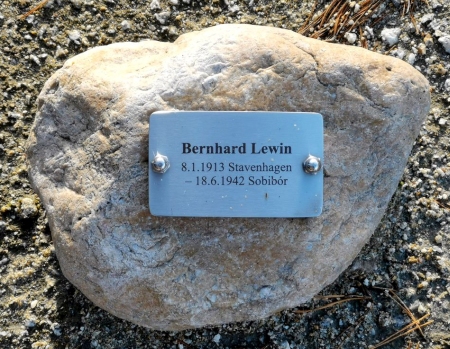 Bernhard Lewin
8.1.1913 Stavenhagen
– 18.6.1942 Sobibór